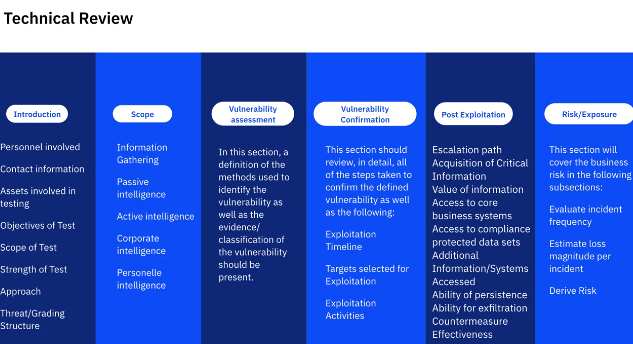 Technical Review
Introduction
Personnel involved
Contact information
Assets involved in
testing
Objectives of Test
Scope of Test
Strength of Test
Approach
Threat/Grading
Structure
Scope
Information
Gathering
Passive
intelligence
Active intelligence
Corporate
intelligence
Personelle
intelligence
Vulnerability
assessment
In this section, a
definition of the
methods used to
identify the
vulnerability as
well as the
evidence/
classification of
the vulnerability
should be
present.
Vulnerability
Confirmation
This section should
review, in detail, all
of the steps taken to
confirm the defined
vulnerability as well
as the following:
Exploitation
Timeline
Targets selected for
Exploitation
Exploitation
Activities
Post Exploitation
Escalation path
Acquisition of Critical
Information
Value of information
Access to core
business systems
Access to compliance
protected data sets
Additional
Information/Systems
Accessed
Ability of persistence
Ability for exfiltration
Countermeasure
Effectiveness
Risk/Exposure
This section will
cover the business
risk in the following
subsections:
Evaluate incident
frequency
Estimate loss
magnitude per
incident
Derive Risk